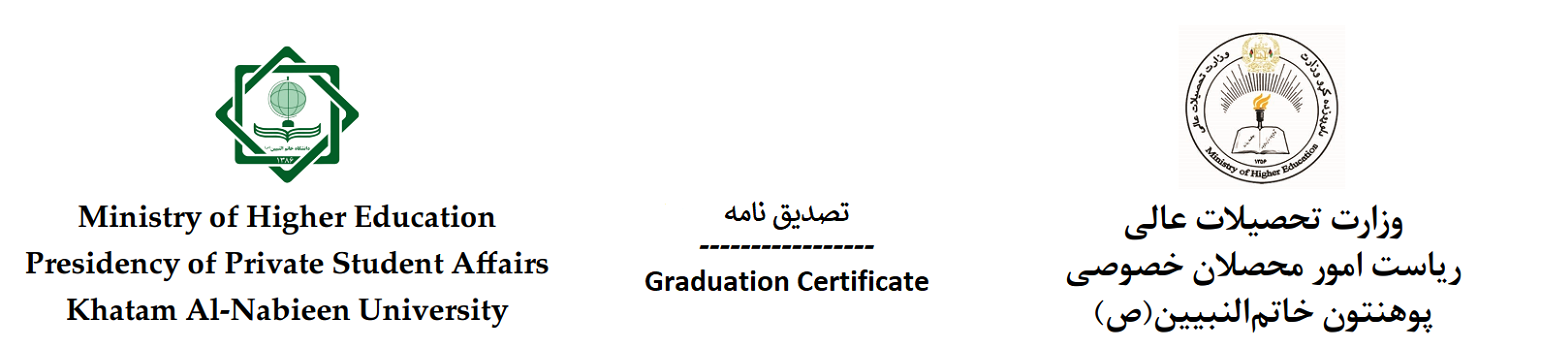 دانشگاه خاتم النبیین
۱۳۸۶
Ministry of Higher Education
Presidency of Private Student Affairs
Khatam Al-Nabieen University
تصدیق نامه
-----------------
Graduation Certificate
وزارت تحصیلات عالی
د لوړو زده کړو وزارت
۱۳۵۶
Ministry of Higher Education
وزارت تحصیلات عالی
ریاست امور محصلان خصوصی
پوهنتون خاتم‌النبیین(ص)